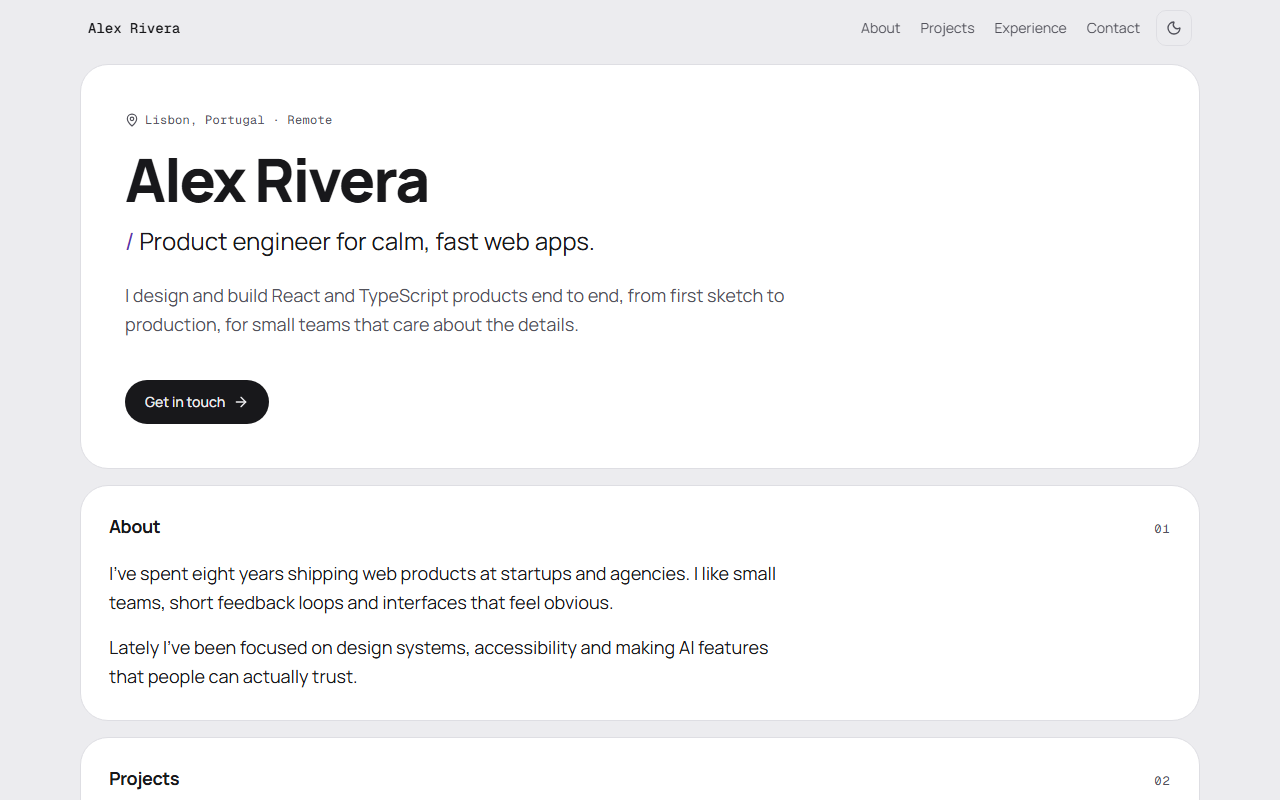 Alex Rivera
About Projects Experience Contact
Lisbon, Portugal · Remote
Alex Rivera
/ Product engineer for calm, fast web apps.
I design and build React and TypeScript products end to end, from first sketch to
production, for small teams that care about the details.
Get in touch →
About 01
I've spent eight years shipping web products at startups and agencies. I like small
teams, short feedback loops and interfaces that feel obvious.
Lately I've been focused on design systems, accessibility and making AI features
that people can actually trust.
Projects 02